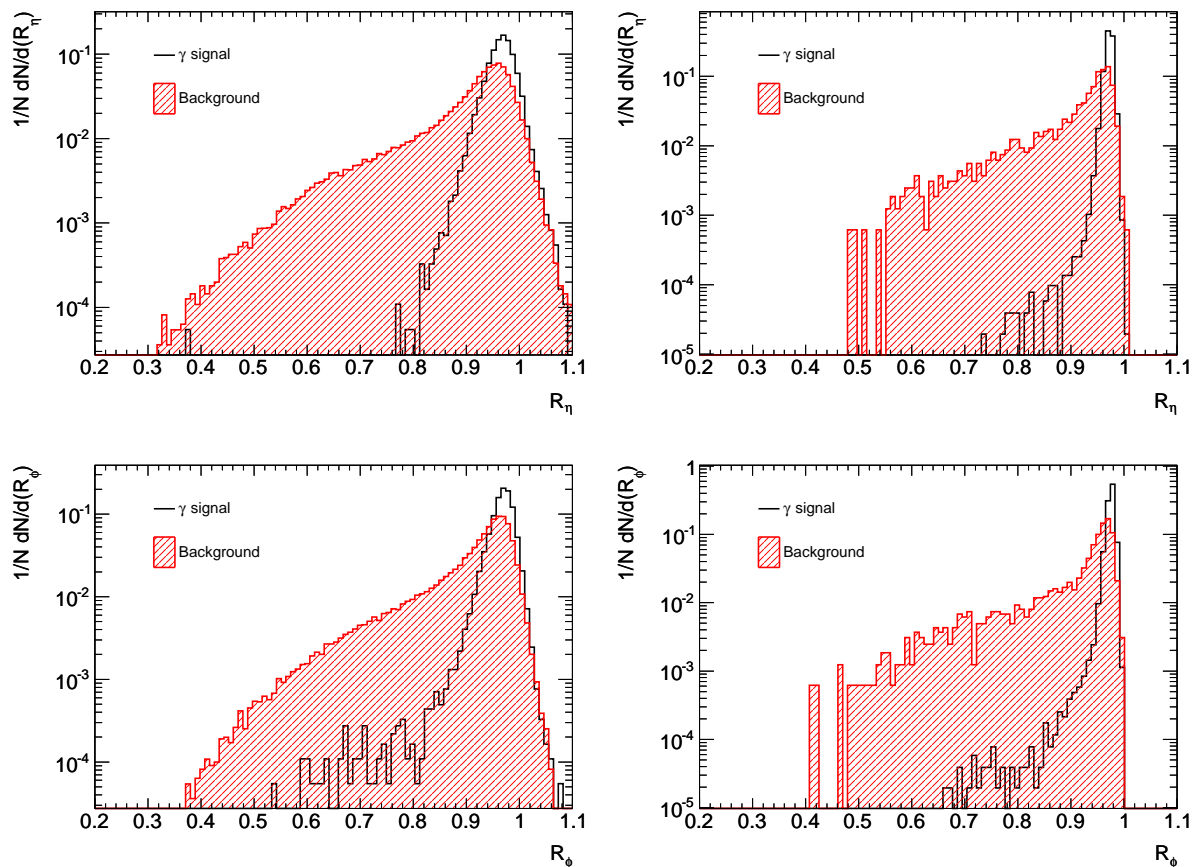 1/N dN/d(R_η)
10⁻¹
10⁻²
10⁻³
10⁻⁴
γ signal
Background
0.2 0.3 0.4 0.5 0.6 0.7 0.8 0.9 1 1.1
R_η
1/N dN/d(R_η)
10⁻¹
10⁻²
10⁻³
10⁻⁴
10⁻⁵
γ signal
Background
0.2 0.3 0.4 0.5 0.6 0.7 0.8 0.9 1 1.1
R_η
1/N dN/d(R_ϕ)
10⁻¹
10⁻²
10⁻³
10⁻⁴
γ signal
Background
0.2 0.3 0.4 0.5 0.6 0.7 0.8 0.9 1 1.1
R_ϕ
1/N dN/d(R_ϕ)
1
10⁻¹
10⁻²
10⁻³
10⁻⁴
10⁻⁵
γ signal
Background
0.2 0.3 0.4 0.5 0.6 0.7 0.8 0.9 1 1.1
R_ϕ